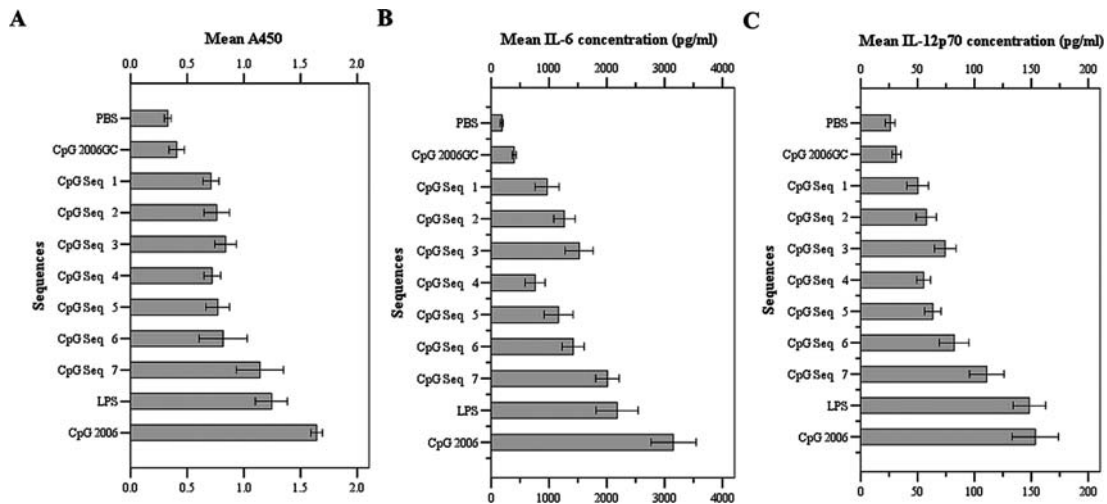 A
Mean A450
0.0 0.5 1.0 1.5 2.0
Sequences
PBS
CpG 2006GC
CpG Seq 1
CpG Seq 2
CpG Seq 3
CpG Seq 4
CpG Seq 5
CpG Seq 6
CpG Seq 7
LPS
CpG 2006
0.0 0.5 1.0 1.5 2.0
B
Mean IL-6 concentration (pg/ml)
0 1000 2000 3000 4000
Sequences
PBS
CpG 2006GC
CpG Seq 1
CpG Seq 2
CpG Seq 3
CpG Seq 4
CpG Seq 5
CpG Seq 6
CpG Seq 7
LPS
CpG 2006
0 1000 2000 3000 4000
C
Mean IL-12p70 concentration (pg/ml)
0 50 100 150 200
Sequences
PBS
CpG 2006GC
CpG Seq 1
CpG Seq 2
CpG Seq 3
CpG Seq 4
CpG Seq 5
CpG Seq 6
CpG Seq 7
LPS
CpG 2006
0 50 100 150 200